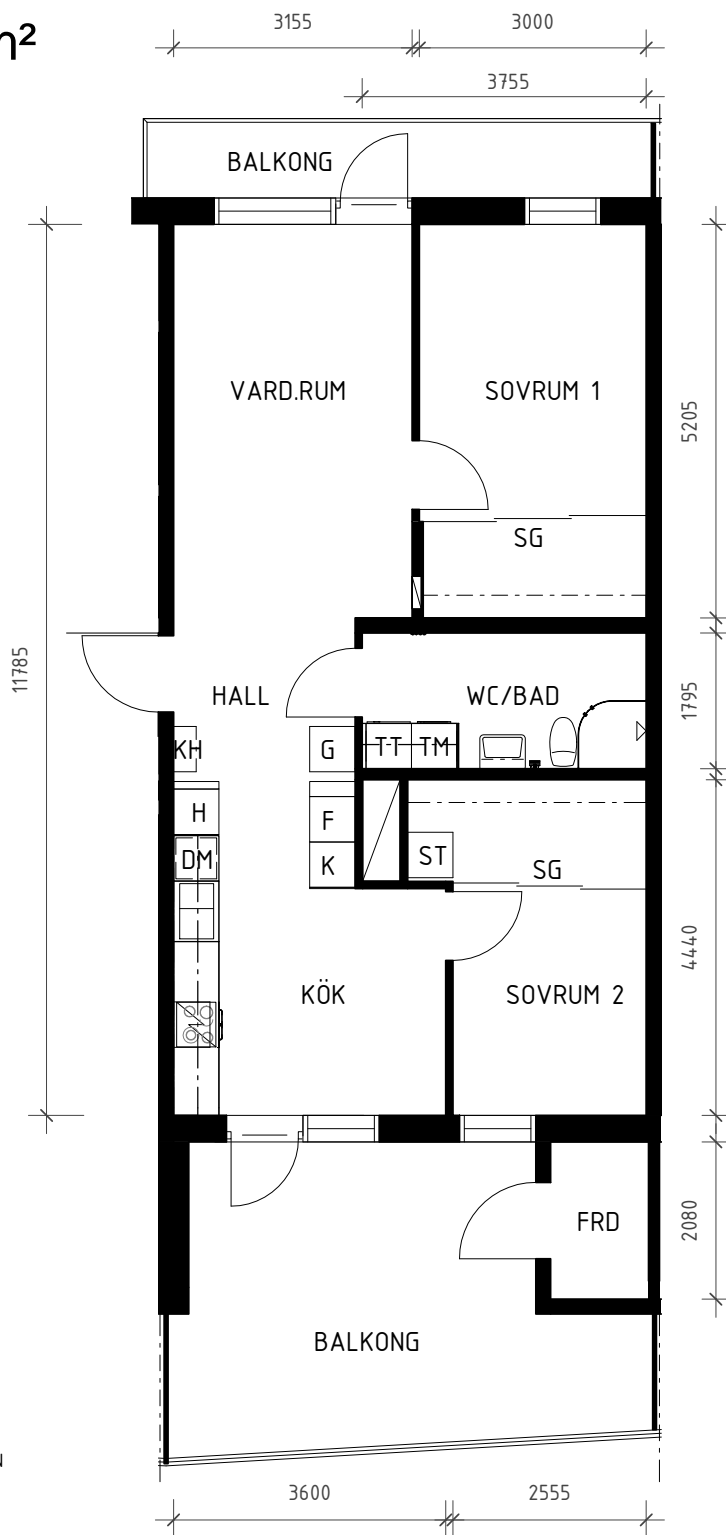 m²
3155 3000
3755
BALKONG
VARD.RUM SOVRUM 1
5205
SG
11785
HALL WC/BAD
1795
KH G TT TM
H F
DM K ST SG
4440
KÖK SOVRUM 2
FRD
2080
BALKONG
N
3600 2555